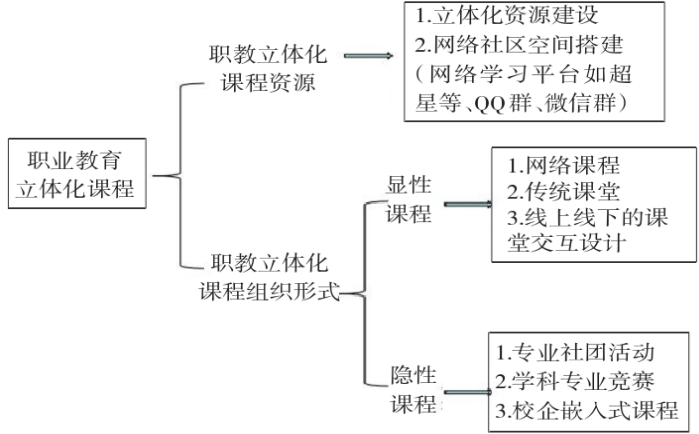 职业教育
立体化课程
职教立体化
课程资源
1.立体化资源建设
2.网络社区空间搭建
(网络学习平台如超
星等、QQ群、微信群)
职教立体化
课程组织形式
显性
课程
1.网络课程
2.传统课堂
3.线上线下的课
堂交互设计
隐性
课程
1.专业社团活动
2.学科专业竞赛
3.校企嵌入式课程